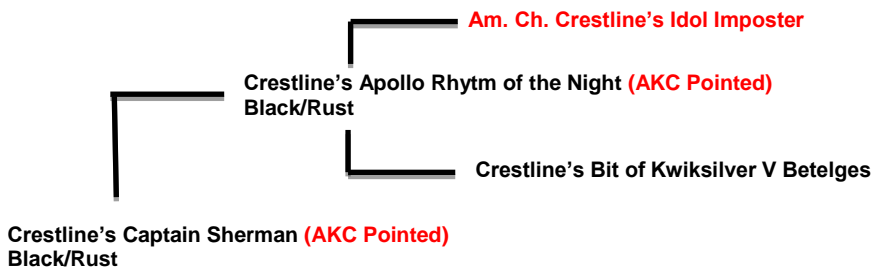 Am. Ch. Crestline’s Idol Imposter
Crestline’s Apollo Rhytm of the Night (AKC Pointed)
Black/Rust
Crestline’s Bit of Kwiksilver V Betelges
Crestline’s Captain Sherman (AKC Pointed)
Black/Rust